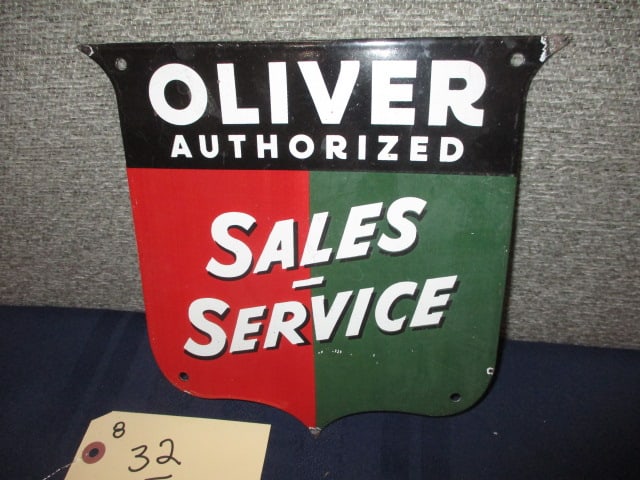 OLIVER
AUTHORIZED
SALES
–
SERVICE
8
32